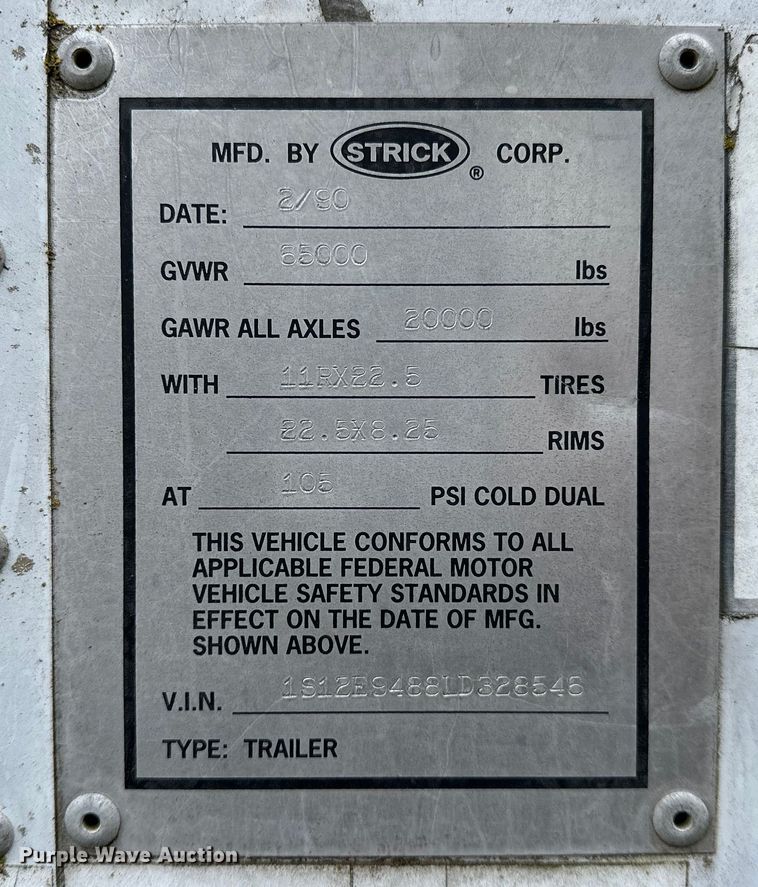 MFD. BY STRICK ® CORP.
DATE: 2/90
GVWR 65000 lbs
GAWR ALL AXLES 20000 lbs
WITH 11RX22.5 TIRES
22.5X8.25 RIMS
AT 105 PSI COLD DUAL
THIS VEHICLE CONFORMS TO ALL
APPLICABLE FEDERAL MOTOR
VEHICLE SAFETY STANDARDS IN
EFFECT ON THE DATE OF MFG.
SHOWN ABOVE.
V.I.N. 1S12E9488LD328546
TYPE: TRAILER
Purple Wave Auction